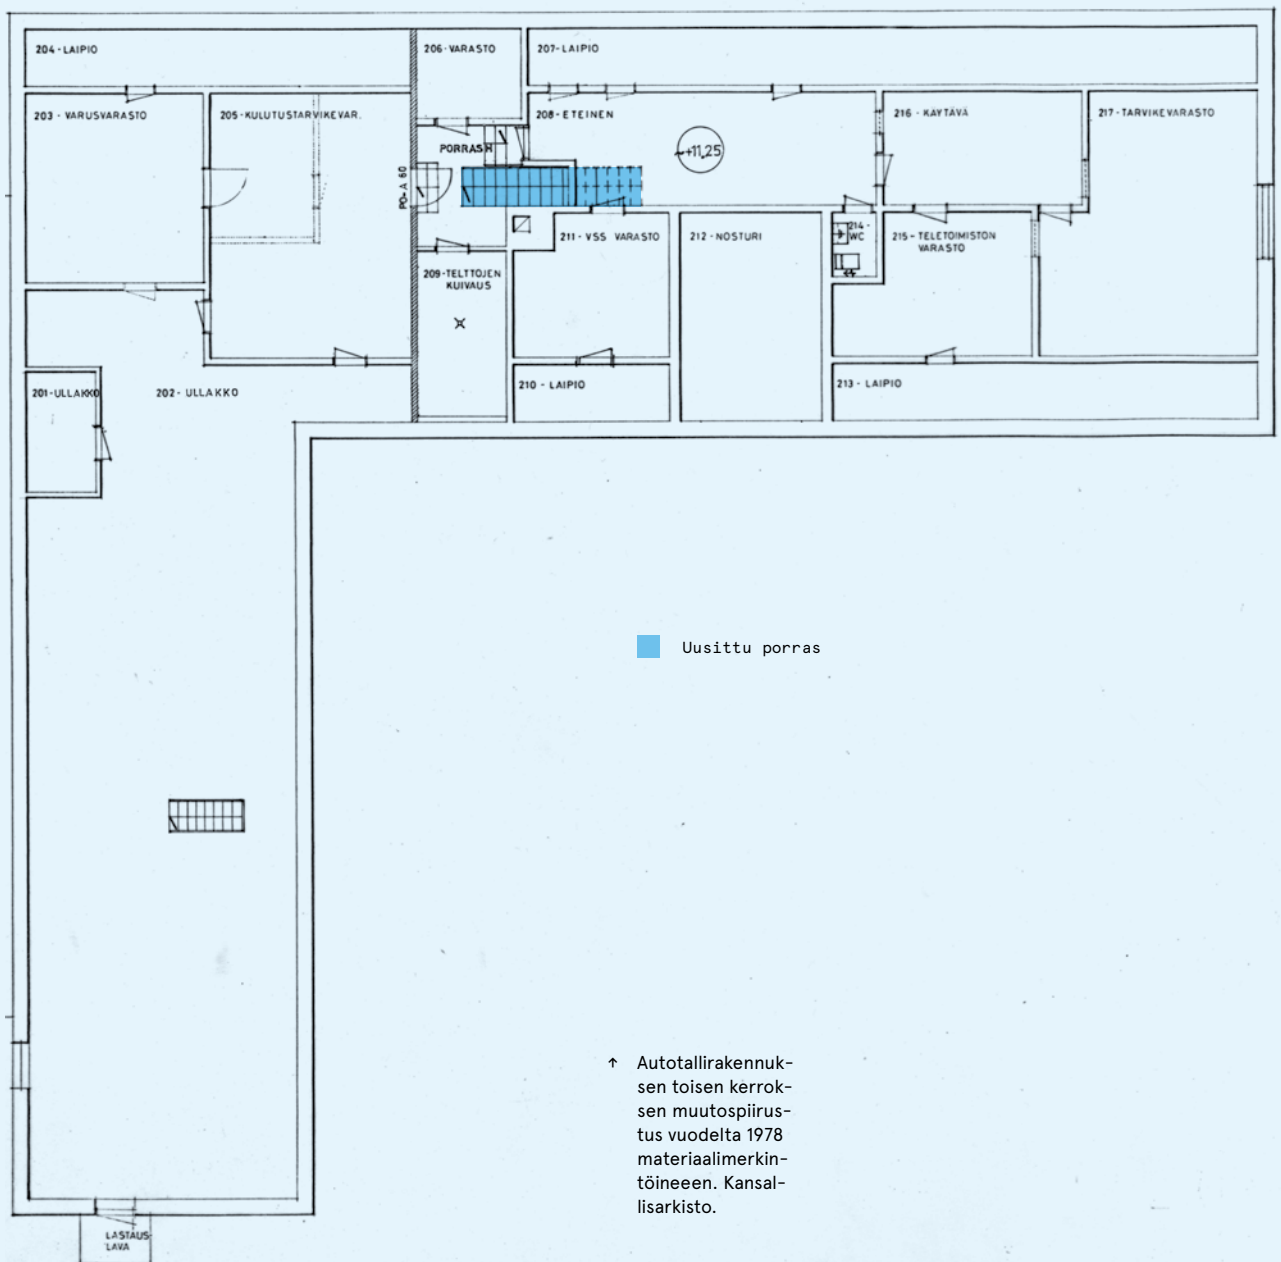 204-LAIPIO
206-VARASTO
207-LAIPIO
203 - VARUSVARASTO
205-KULUTUSTARVIKEVAR.
208-ETEINEN
216 - KÄYTÄVÄ
217-TARVIKEVARASTO
PORRAS H
+11,25
PO-A 60
211 - VSS VARASTO
212-NOSTURI
214-
WC
215-TELETOIMISTON
VARASTO
209-TELTTOJEN
KUIVAUS
201-ULLAKKO
202-ULLAKKO
210 - LAIPIO
213 - LAIPIO
Uusittu porras
↑ Autotallirakennuk-
sen toisen kerrok-
sen muutospiirus-
tus vuodelta 1978
materiaalimerkin-
töineeen. Kansal-
lisarkisto.
LASTAUS
LAVA